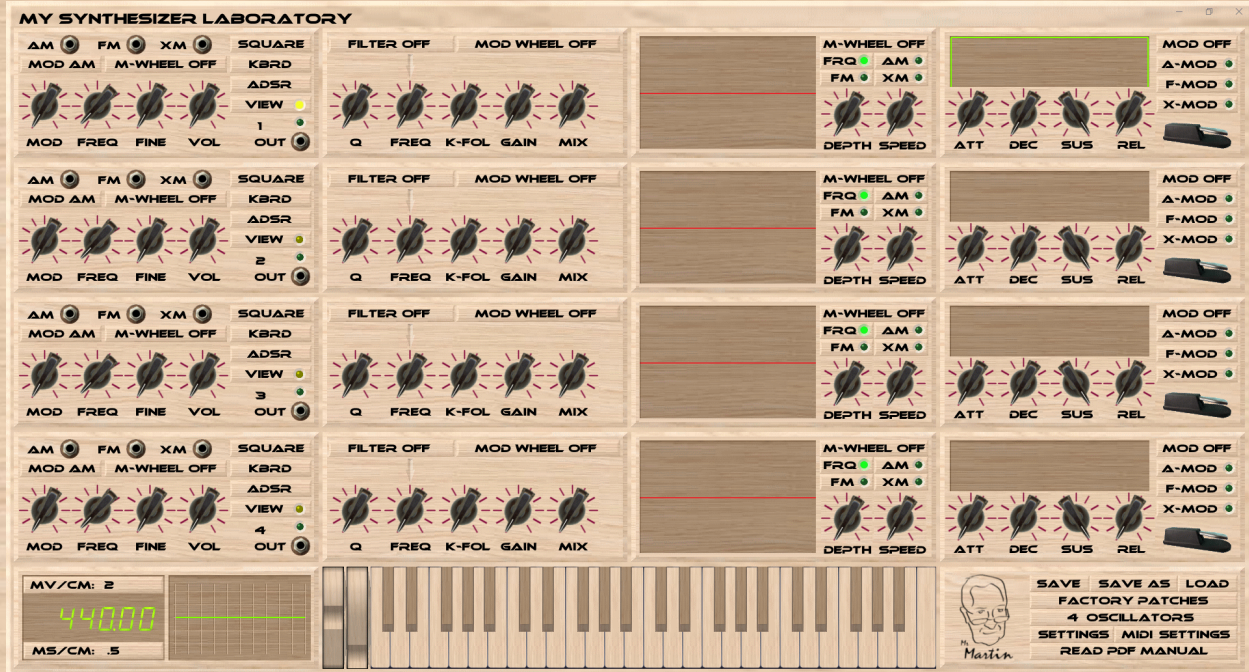 MY SYNTHESIZER LABORATORY
AM FM XM SQUARE FILTER OFF MOD WHEEL OFF M-WHEEL OFF MOD OFF
MOD AM M-WHEEL OFF KBRD FRQ AM A-MOD
ADSR FM XM F-MOD
VIEW X-MOD
1
MOD FREQ FINE VOL OUT Q FREQ K-FOL GAIN MIX DEPTH SPEED ATT DEC SUS REL
AM FM XM SQUARE FILTER OFF MOD WHEEL OFF M-WHEEL OFF MOD OFF
MOD AM M-WHEEL OFF KBRD FRQ AM A-MOD
ADSR FM XM F-MOD
VIEW X-MOD
2
MOD FREQ FINE VOL OUT Q FREQ K-FOL GAIN MIX DEPTH SPEED ATT DEC SUS REL
AM FM XM SQUARE FILTER OFF MOD WHEEL OFF M-WHEEL OFF MOD OFF
MOD AM M-WHEEL OFF KBRD FRQ AM A-MOD
ADSR FM XM F-MOD
VIEW X-MOD
3
MOD FREQ FINE VOL OUT Q FREQ K-FOL GAIN MIX DEPTH SPEED ATT DEC SUS REL
AM FM XM SQUARE FILTER OFF MOD WHEEL OFF M-WHEEL OFF MOD OFF
MOD AM M-WHEEL OFF KBRD FRQ AM A-MOD
ADSR FM XM F-MOD
VIEW X-MOD
4
MOD FREQ FINE VOL OUT Q FREQ K-FOL GAIN MIX DEPTH SPEED ATT DEC SUS REL
MV/CM: 2
440.00
MS/CM: .5
Martin
SAVE SAVE AS LOAD
FACTORY PATCHES
4 OSCILLATORS
SETTINGS MIDI SETTINGS
READ PDF MANUAL